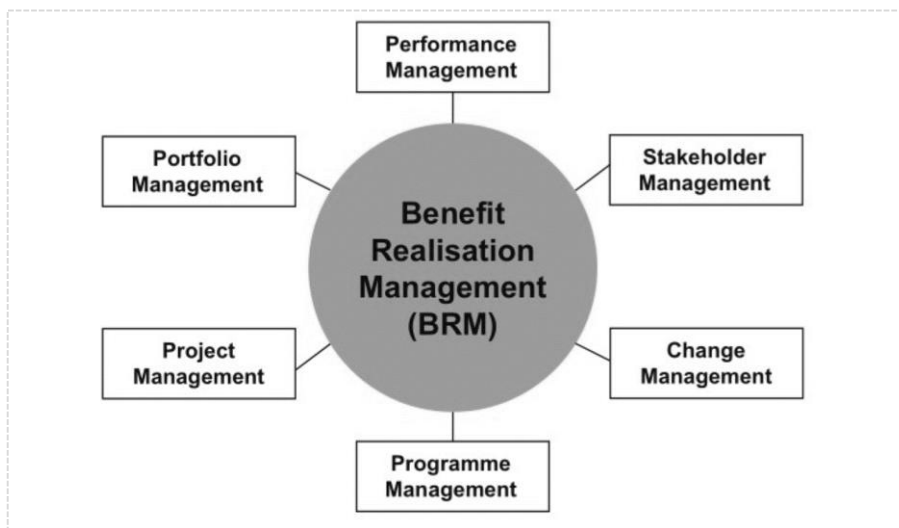 Performance
Management
Portfolio
Management
Stakeholder
Management
Benefit
Realisation
Management
(BRM)
Project
Management
Change
Management
Programme
Management